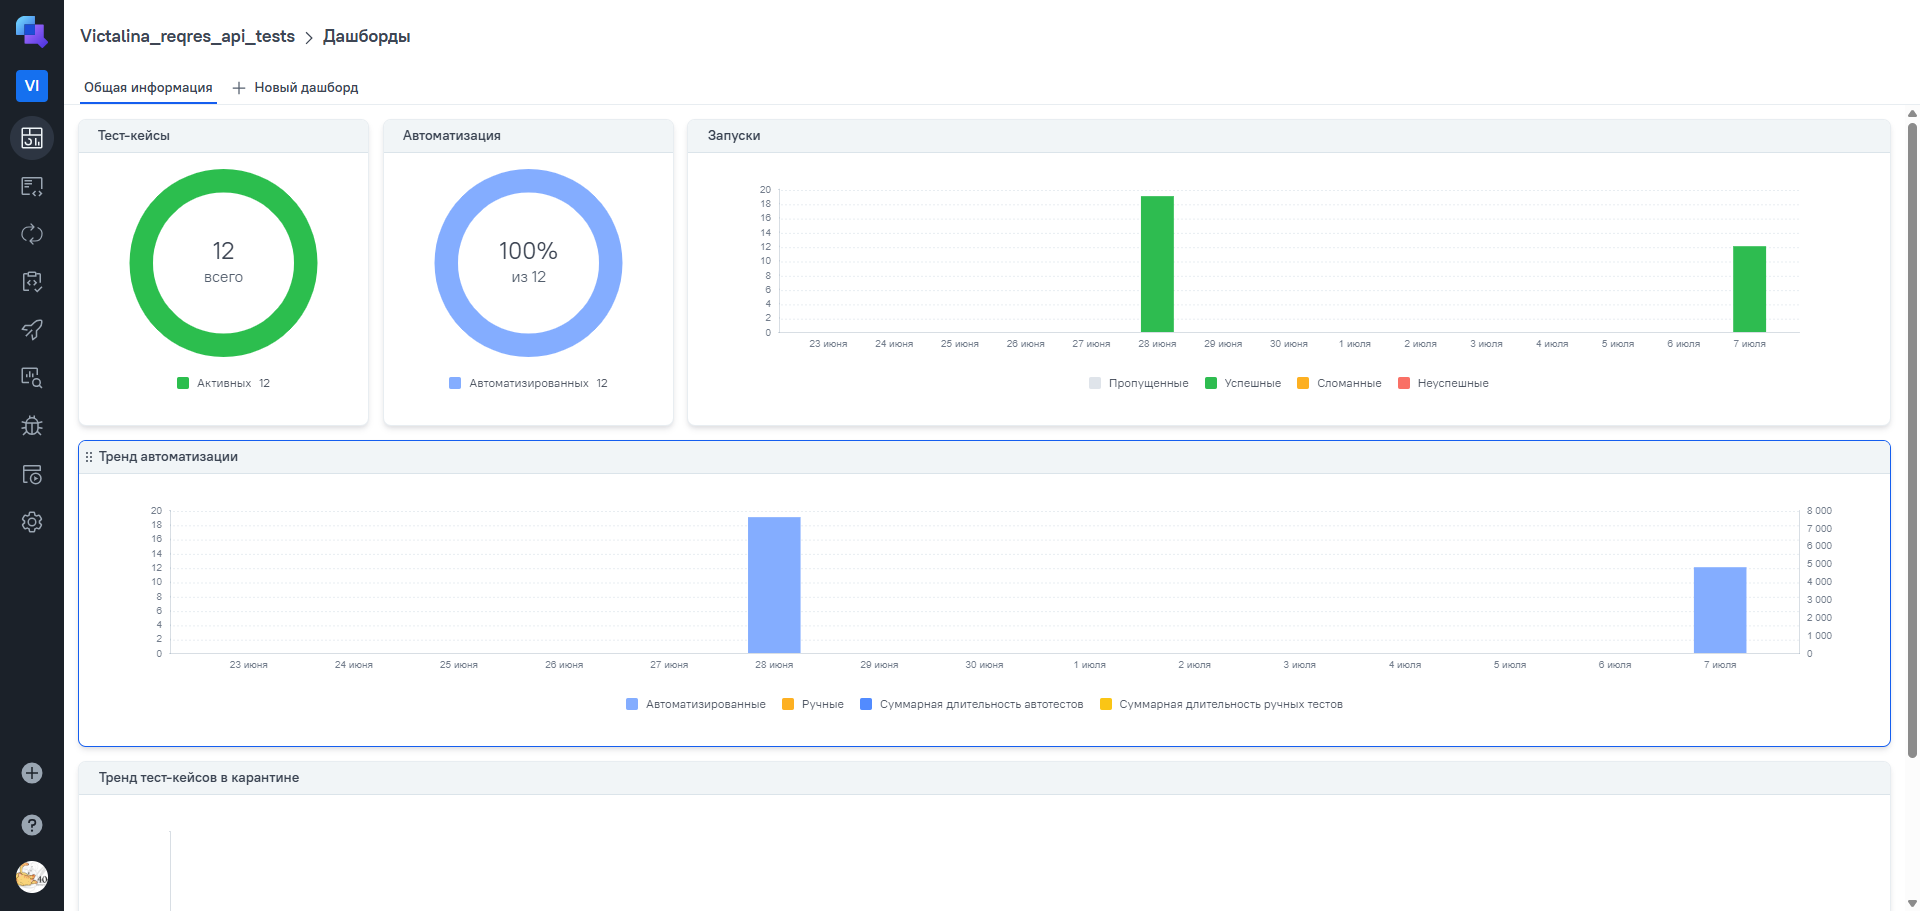 Victalina_reqres_api_tests > Дашборды
VI
Общая информация
Новый дашборд
Тест-кейсы
12
всего
Активных 12
Автоматизация
100%
из 12
Автоматизированных 12
Запуски
20
18
16
14
12
10
8
6
4
2
0
23 июня 24 июня 25 июня 26 июня 27 июня 28 июня 29 июня 30 июня 1 июля 2 июля 3 июля 4 июля 5 июля 6 июля 7 июля
Пропущенные Успешные Сломанные Неуспешные
Тренд автоматизации
20
18
16
14
12
10
8
6
4
2
0
8 000
7 000
6 000
5 000
4 000
3 000
2 000
1 000
0
23 июня 24 июня 25 июня 26 июня 27 июня 28 июня 29 июня 30 июня 1 июля 2 июля 3 июля 4 июля 5 июля 6 июля 7 июля
Автоматизированные Ручные Суммарная длительность автотестов Суммарная длительность ручных тестов
Тренд тест-кейсов в карантине